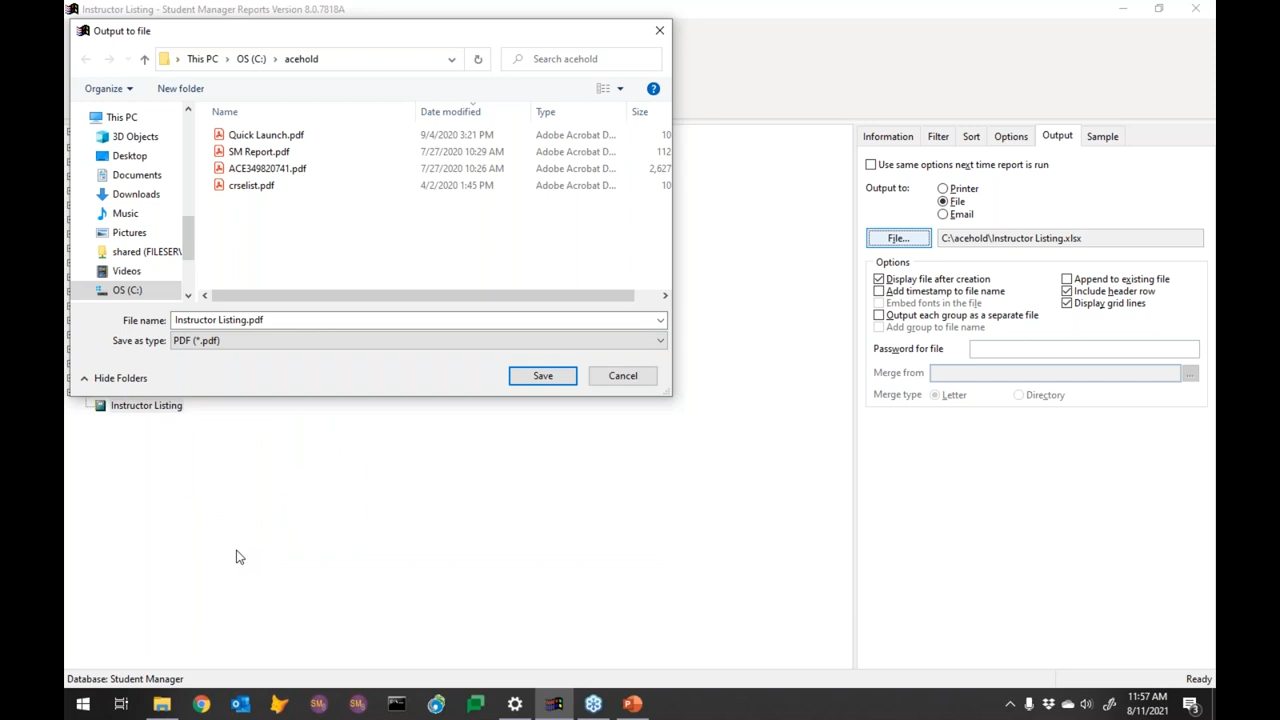 Instructor Listing - Student Manager Reports Version 8.0.7818A
Output to file
This PC > OS (C:) > acehold
Search acehold
Organize
New folder
Name Date modified Type Size
Quick Launch.pdf 9/4/2020 3:21 PM Adobe Acrobat D... 10
SM Report.pdf 7/27/2020 10:29 AM Adobe Acrobat D... 112
ACE349820741.pdf 7/27/2020 10:26 AM Adobe Acrobat D... 2,627
crselist.pdf 4/2/2020 1:45 PM Adobe Acrobat D... 10
This PC
3D Objects
Desktop
Documents
Downloads
Music
Pictures
shared (FILESER\
Videos
OS (C:)
File name: Instructor Listing.pdf
Save as type: PDF (*.pdf)
Hide Folders
Save
Cancel
Instructor Listing
Information Filter Sort Options Output Sample
Use same options next time report is run
Output to:
Printer
File
Email
File... C:\acehold\Instructor Listing.xlsx
Options
Display file after creation Append to existing file
Add timestamp to file name Include header row
Embed fonts in the file Display grid lines
Output each group as a separate file
Add group to file name
Password for file
Merge from ...
Merge type Letter Directory
Database: Student Manager Ready
11:57 AM
8/11/2021
3